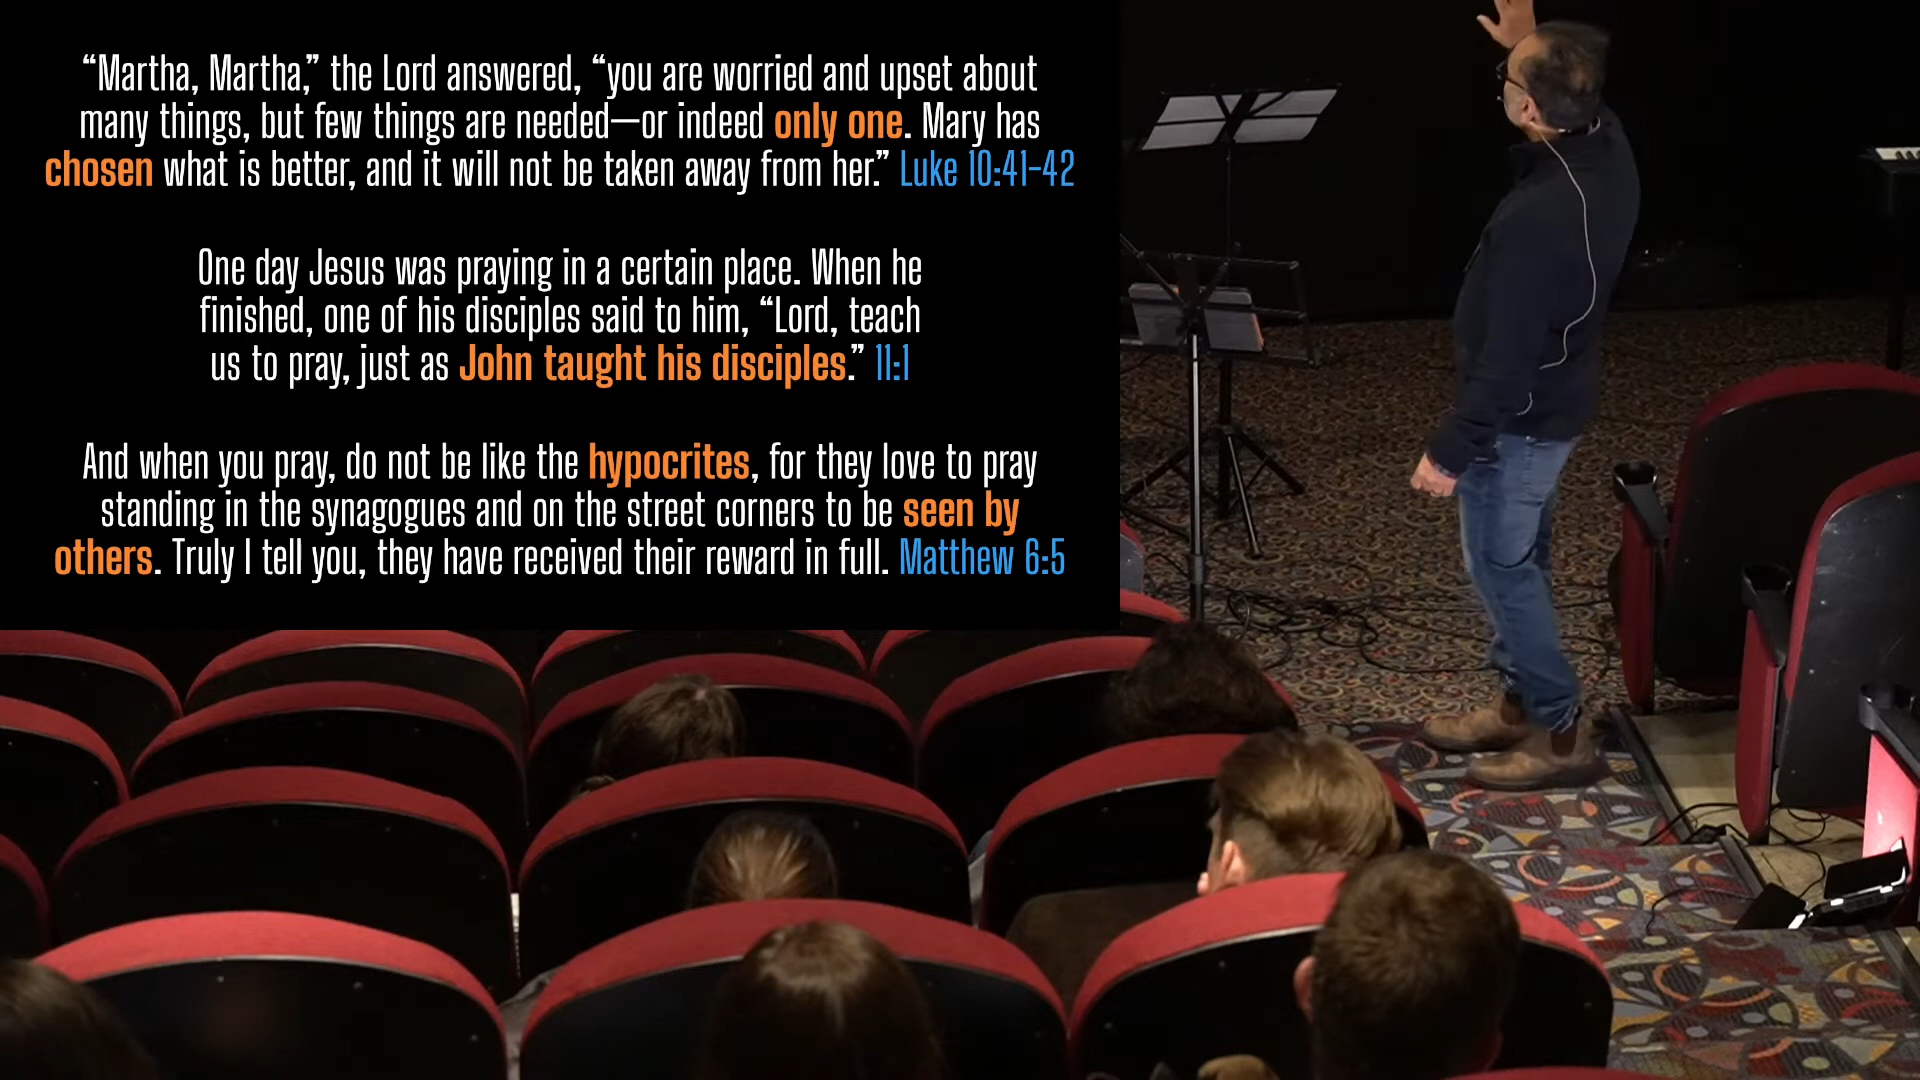 “Martha, Martha,” the Lord answered, “you are worried and upset about
many things, but few things are needed—or indeed only one. Mary has
chosen what is better, and it will not be taken away from her.” Luke 10:41-42
One day Jesus was praying in a certain place. When he
finished, one of his disciples said to him, “Lord, teach
us to pray, just as John taught his disciples.” 11:1
And when you pray, do not be like the hypocrites, for they love to pray
standing in the synagogues and on the street corners to be seen by
others. Truly I tell you, they have received their reward in full. Matthew 6:5